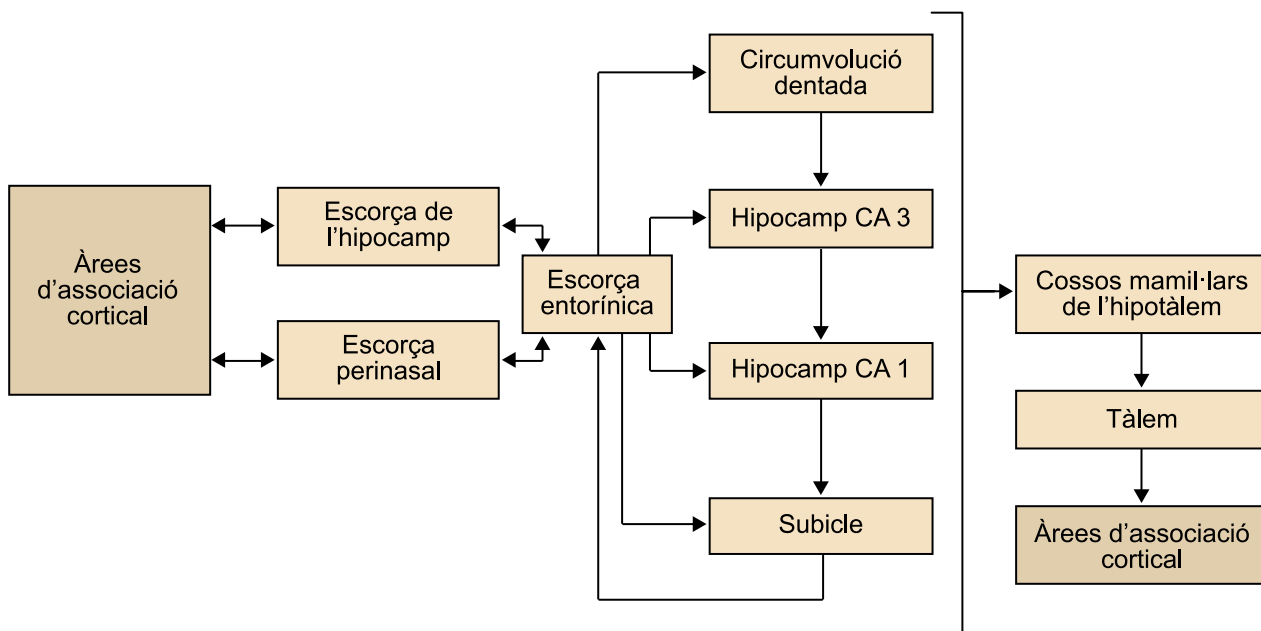 Àrees
d’associació
cortical
Escorça de
l’hipocamp
Escorça
perinasal
Escorça
entorínica
Circumvolució
dentada
Hipocamp CA 3
Hipocamp CA 1
Subicle
Cossos mamil·lars
de l’hipotàlem
Tàlem
Àrees d’associació
cortical